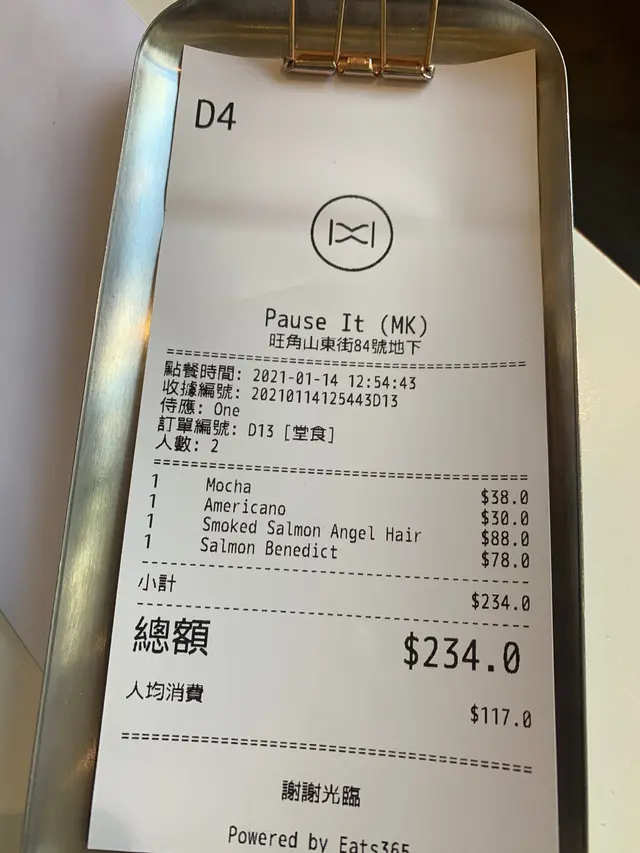 D4
Pause It (MK)
旺角山東街84號地下
點餐時間: 2021-01-14 12:54:43
收據編號: 20210114125443D13
侍應: One
訂單編號: D13 [堂食]
人數: 2
1 Mocha $38.0
1 Americano $30.0
1 Smoked Salmon Angel Hair $88.0
1 Salmon Benedict $78.0
小計 $234.0
總額 $234.0
人均消費 $117.0
謝謝光臨
Powered by Eats365